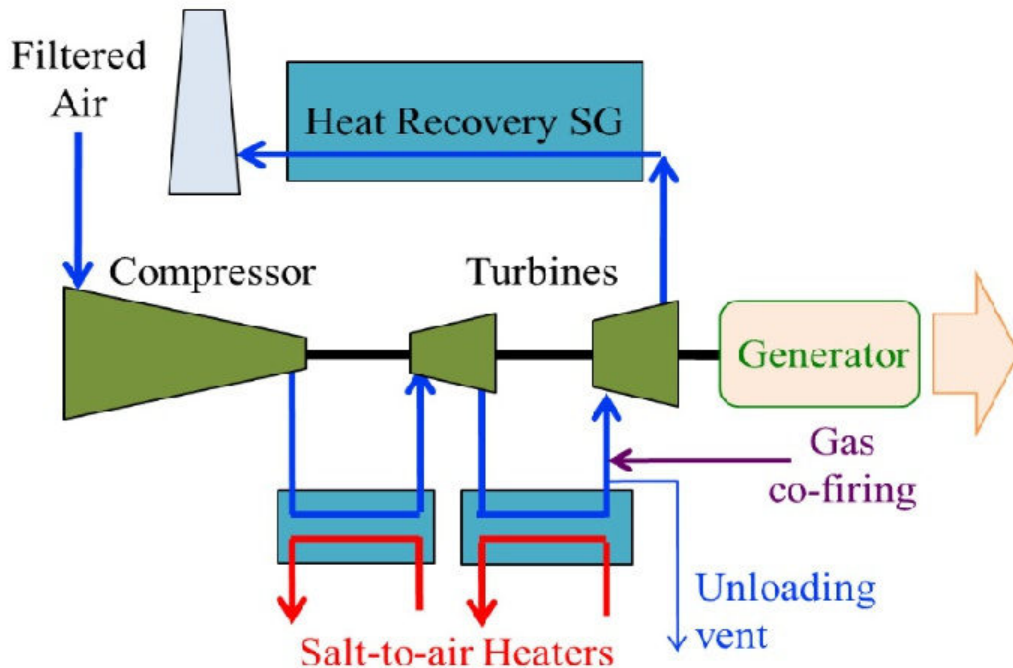 Filtered
Air
Heat Recovery SG
Compressor
Turbines
Generator
Gas
co-firing
Unloading
vent
Salt-to-air Heaters